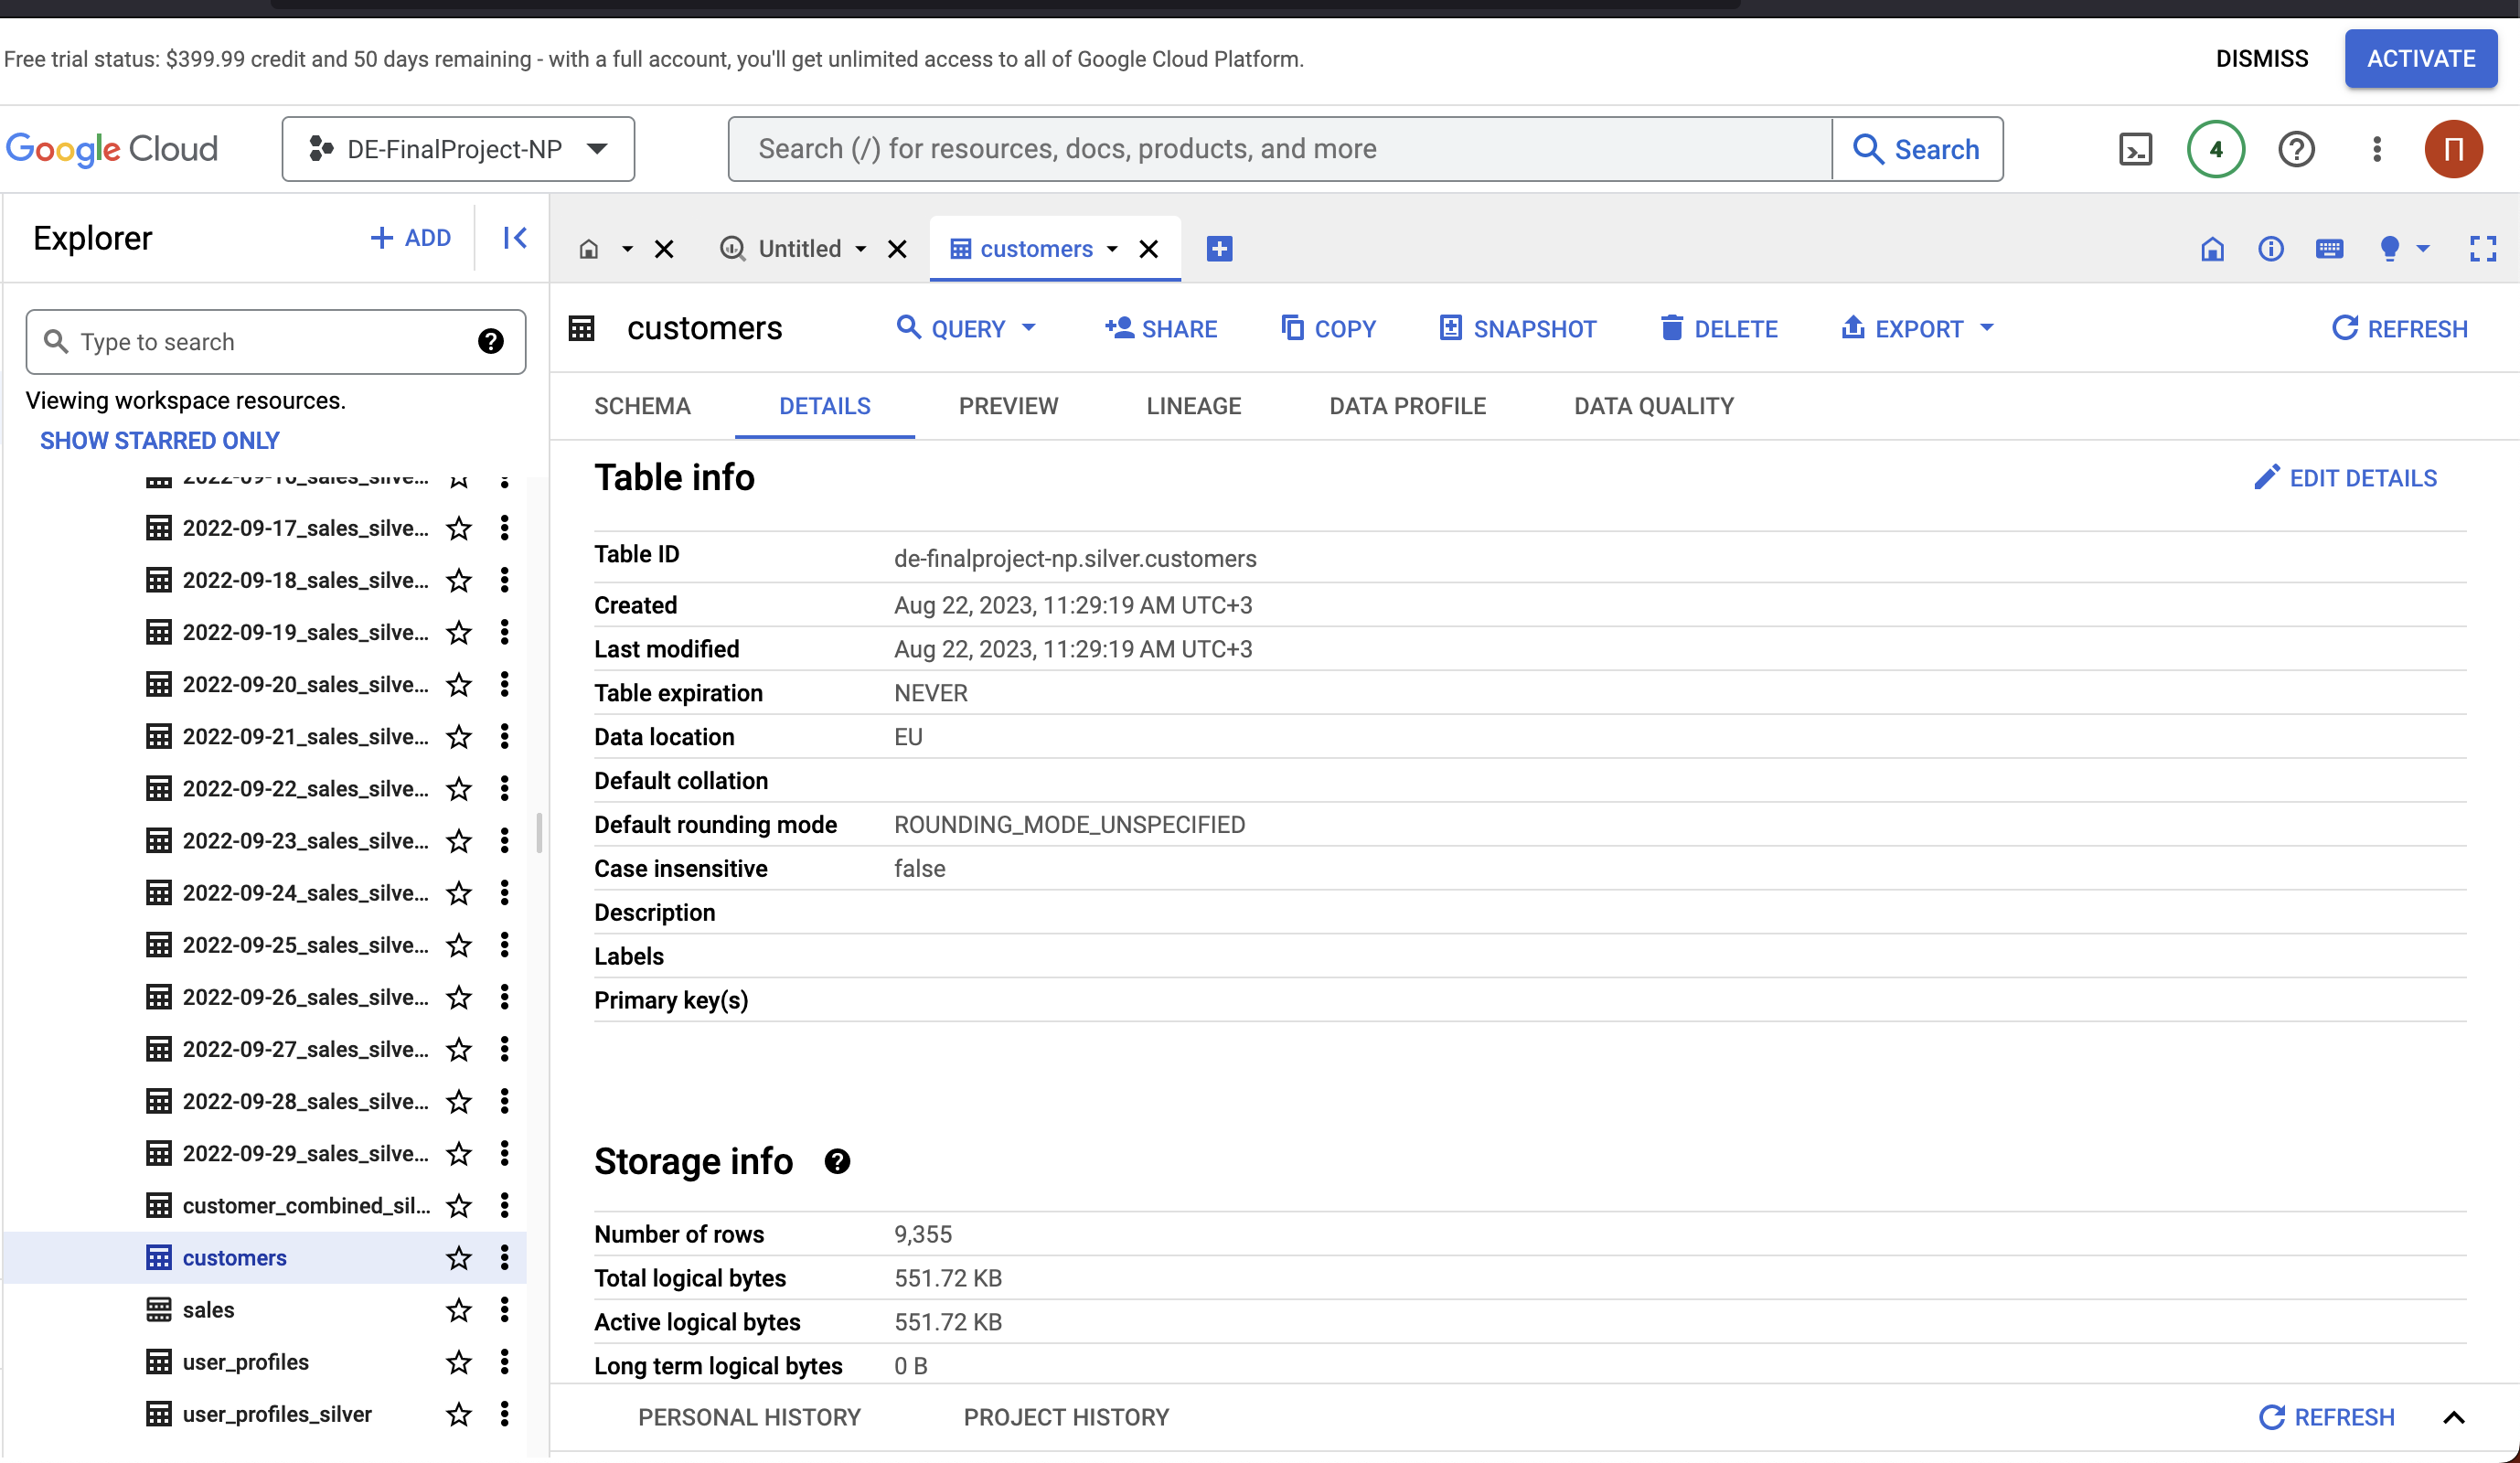 Free trial status: $399.99 credit and 50 days remaining - with a full account, you'll get unlimited access to all of Google Cloud Platform.
DISMISS
ACTIVATE
Google Cloud
DE-FinalProject-NP
Search (/) for resources, docs, products, and more
Search
4
П
Explorer
+ ADD
Untitled
customers
Type to search
Viewing workspace resources.
SHOW STARRED ONLY
2022-09-16_sales_silve...
2022-09-17_sales_silve...
2022-09-18_sales_silve...
2022-09-19_sales_silve...
2022-09-20_sales_silve...
2022-09-21_sales_silve...
2022-09-22_sales_silve...
2022-09-23_sales_silve...
2022-09-24_sales_silve...
2022-09-25_sales_silve...
2022-09-26_sales_silve...
2022-09-27_sales_silve...
2022-09-28_sales_silve...
2022-09-29_sales_silve...
customer_combined_sil...
customers
sales
user_profiles
user_profiles_silver
customers
QUERY
SHARE
COPY
SNAPSHOT
DELETE
EXPORT
REFRESH
SCHEMA
DETAILS
PREVIEW
LINEAGE
DATA PROFILE
DATA QUALITY
Table info
EDIT DETAILS
Table ID de-finalproject-np.silver.customers
Created Aug 22, 2023, 11:29:19 AM UTC+3
Last modified Aug 22, 2023, 11:29:19 AM UTC+3
Table expiration NEVER
Data location EU
Default collation
Default rounding mode ROUNDING_MODE_UNSPECIFIED
Case insensitive false
Description
Labels
Primary key(s)
Storage info
Number of rows 9,355
Total logical bytes 551.72 KB
Active logical bytes 551.72 KB
Long term logical bytes 0 B
PERSONAL HISTORY
PROJECT HISTORY
REFRESH